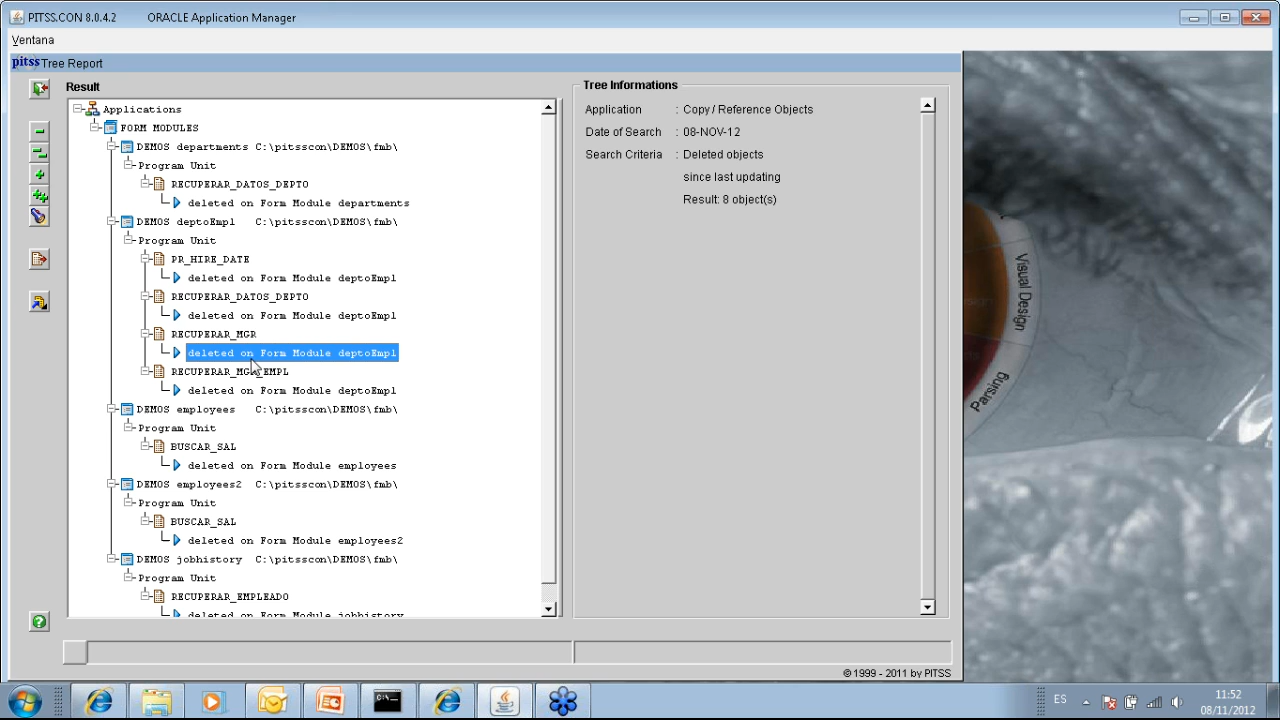 PITSS.CON 8.0.4.2 ORACLE Application Manager
Ventana
pitss Tree Report
Result
Applications
FORM MODULES
DEMOS departments C:\pitsscon\DEMOS\fmb\
Program Unit
RECUPERAR_DATOS_DEPTO
deleted on Form Module departments
DEMOS deptoEmpl C:\pitsscon\DEMOS\fmb\
Program Unit
PR_HIRE_DATE
deleted on Form Module deptoEmpl
RECUPERAR_DATOS_DEPTO
deleted on Form Module deptoEmpl
RECUPERAR_MGR
deleted on Form Module deptoEmpl
RECUPERAR_MGR_EMPL
deleted on Form Module deptoEmpl
DEMOS employees C:\pitsscon\DEMOS\fmb\
Program Unit
BUSCAR_SAL
deleted on Form Module employees
DEMOS employees2 C:\pitsscon\DEMOS\fmb\
Program Unit
BUSCAR_SAL
deleted on Form Module employees2
DEMOS jobhistory C:\pitsscon\DEMOS\fmb\
Program Unit
RECUPERAR_EMPLEADO
deleted on Form Module jobhistory
Tree Informations
Application : Copy / Reference Objects
Date of Search : 08-NOV-12
Search Criteria : Deleted objects
since last updating
Result: 8 object(s)
Visual Design
Parsing
© 1999 - 2011 by PITSS
ES
11:52
08/11/2012